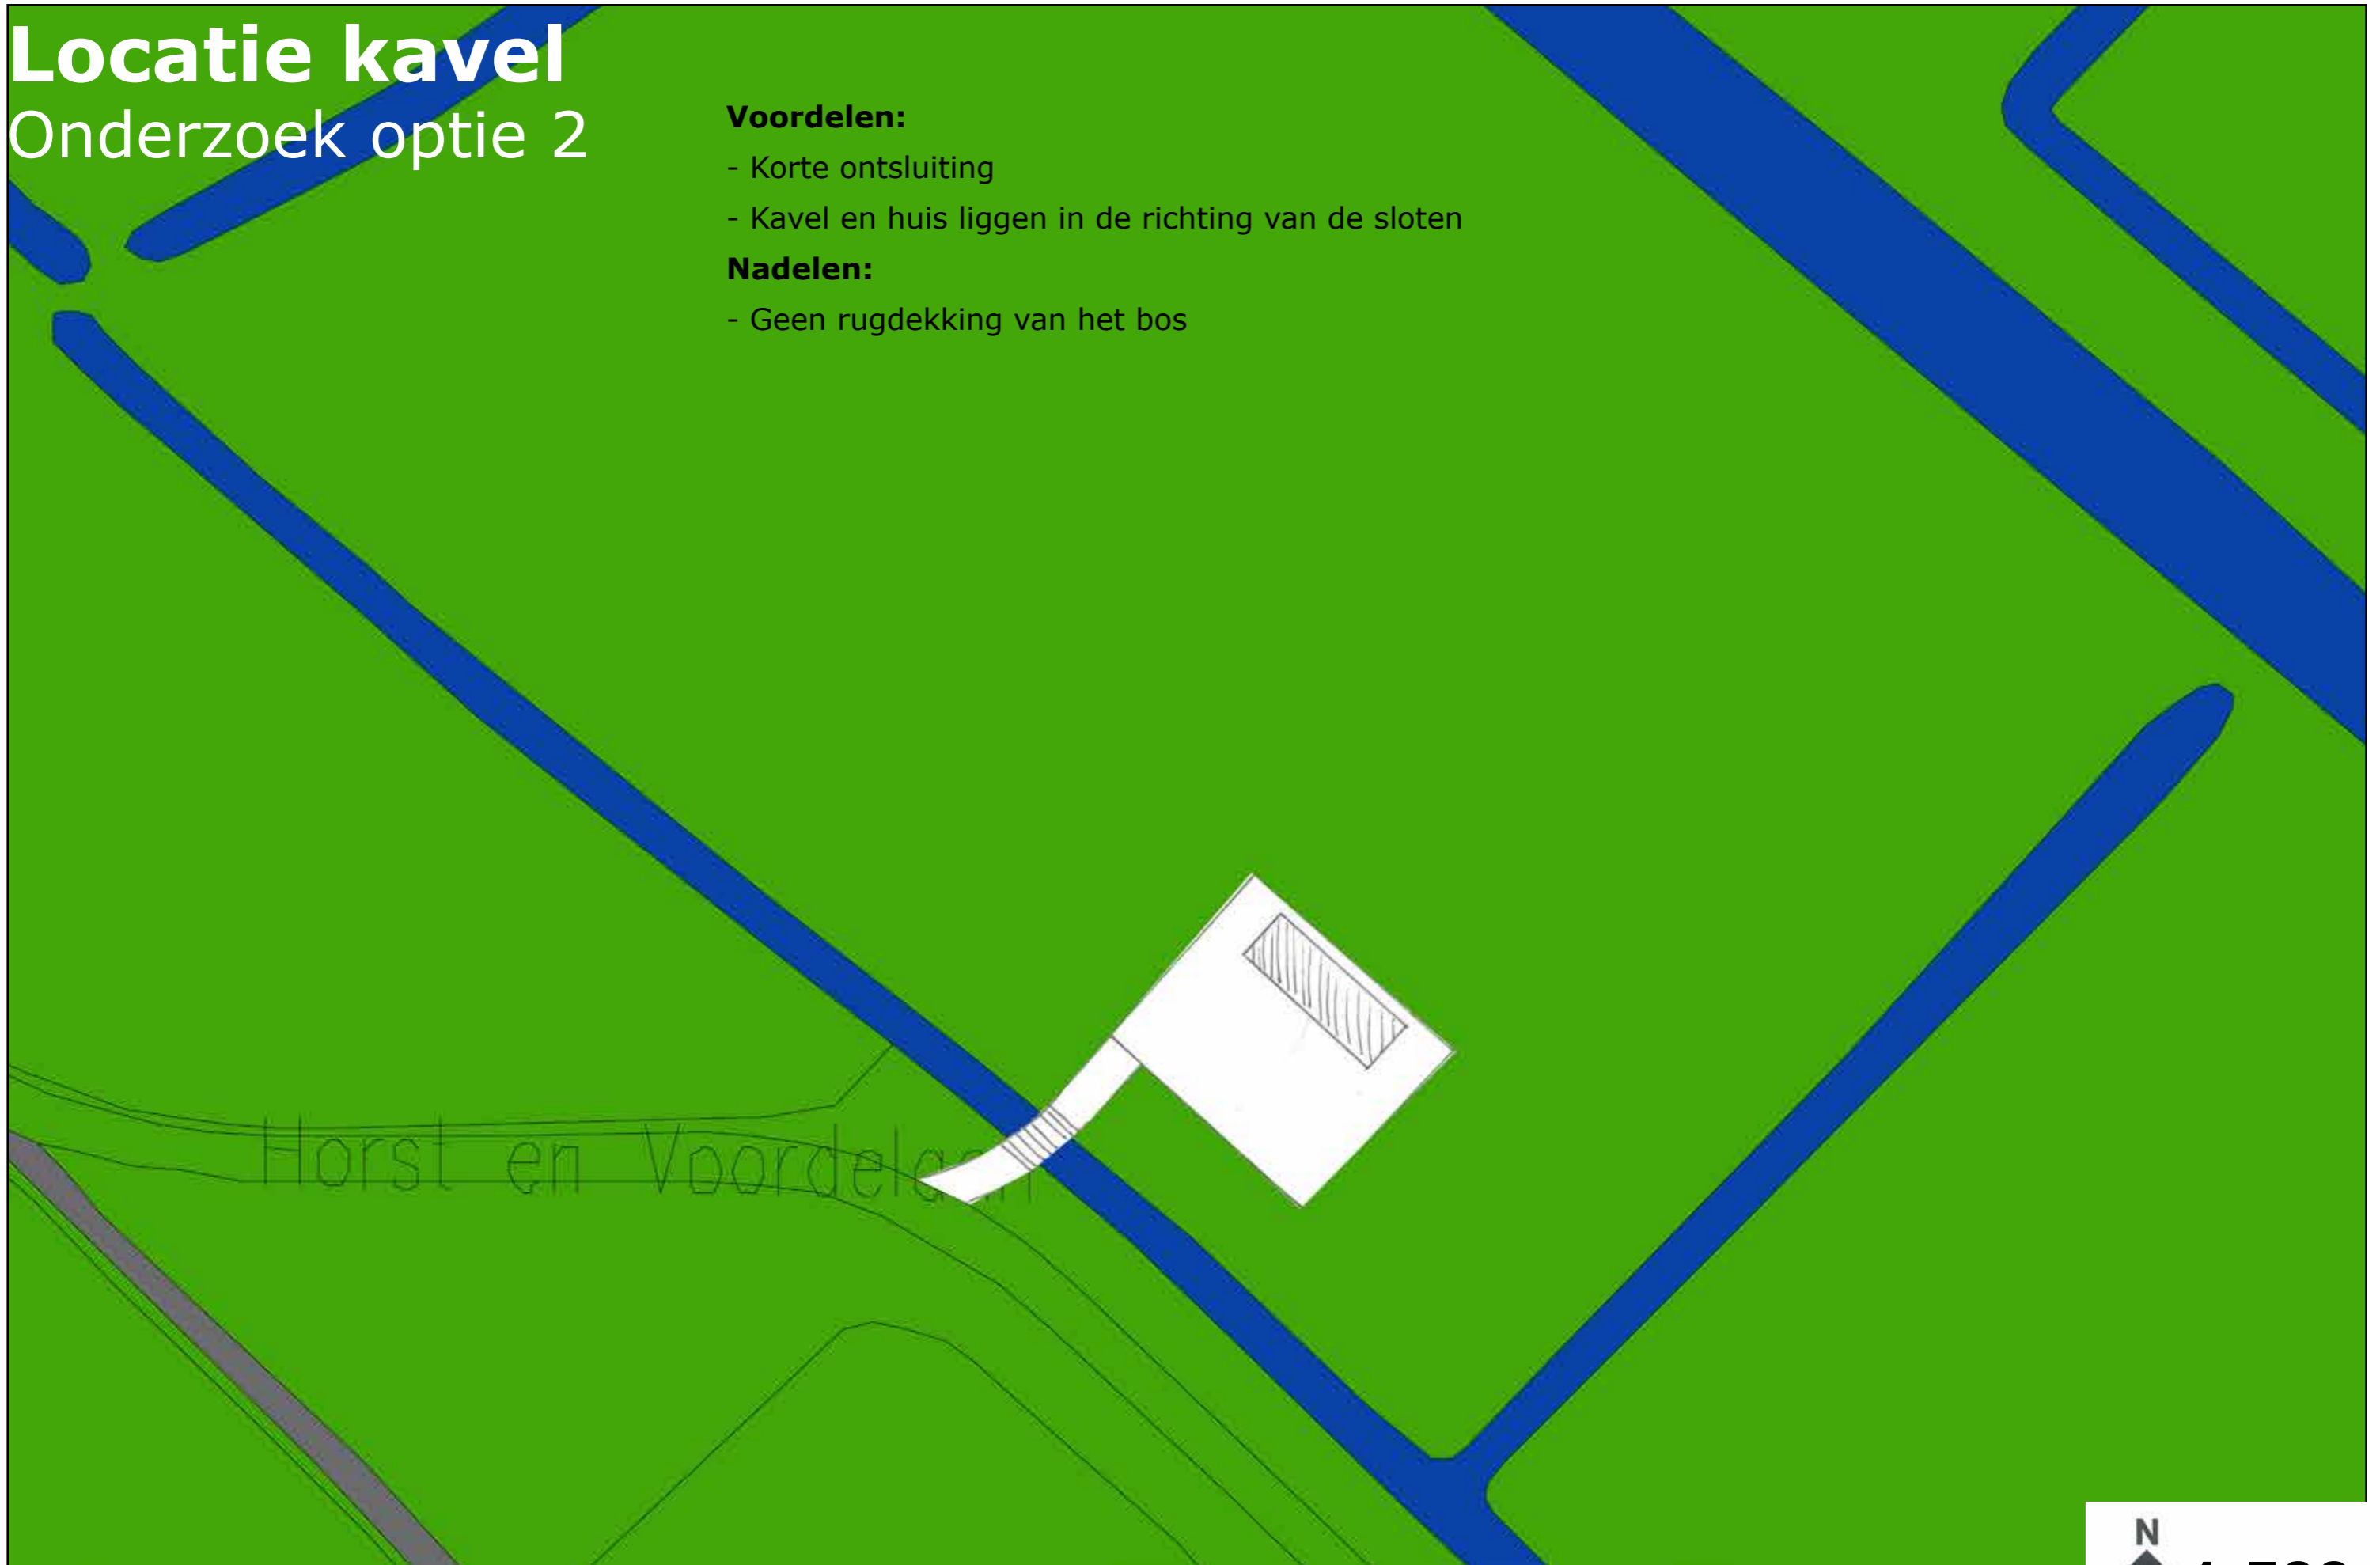 Locatie kavel
Onderzoek optie 2
Voordelen:
- Korte ontsluiting
- Kavel en huis liggen in de richting van de sloten
Nadelen:
- Geen rugdekking van het bos
Horst en Voordelaan
N